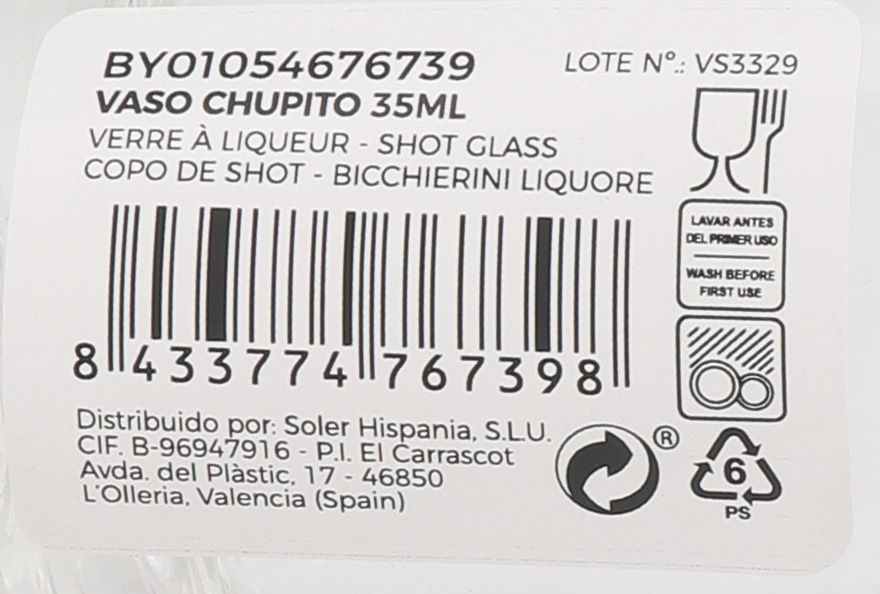 BY01054676739
LOTE Nº.: VS3329
VASO CHUPITO 35ML
VERRE À LIQUEUR - SHOT GLASS
COPO DE SHOT - BICCHIERINI LIQUORE
LAVAR ANTES
DEL PRIMER USO
WASH BEFORE
FIRST USE
8 433774 767398
Distribuido por: Soler Hispania, S.L.U.
CIF. B-96947916 - P.I. El Carrascot
Avda. del Plàstic, 17 - 46850
L'Olleria, Valencia (Spain)
®
6
PS